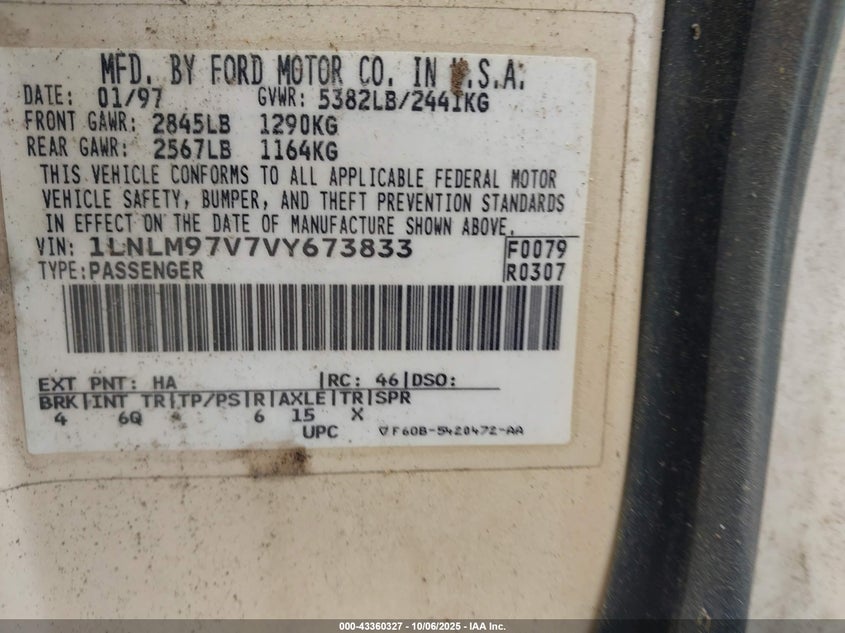 MFD. BY FORD MOTOR CO. IN U.S.A.
DATE: 01/97 GVWR: 5382LB/2441KG
FRONT GAWR: 2845LB 1290KG
REAR GAWR: 2567LB 1164KG
THIS VEHICLE CONFORMS TO ALL APPLICABLE FEDERAL MOTOR
VEHICLE SAFETY, BUMPER, AND THEFT PREVENTION STANDARDS
IN EFFECT ON THE DATE OF MANUFACTURE SHOWN ABOVE.
VIN: 1LNLM97V7VY673833 F0079
TYPE: PASSENGER R0307
EXT PNT: HA |RC: 46|DSO:
BRK|INT TR|TP/PS|R|AXLE|TR|SPR
4 6Q * 6 15 X
UPC ▽F60B-5420472-AA
000-43360327 - 10/06/2025 - IAA Inc.